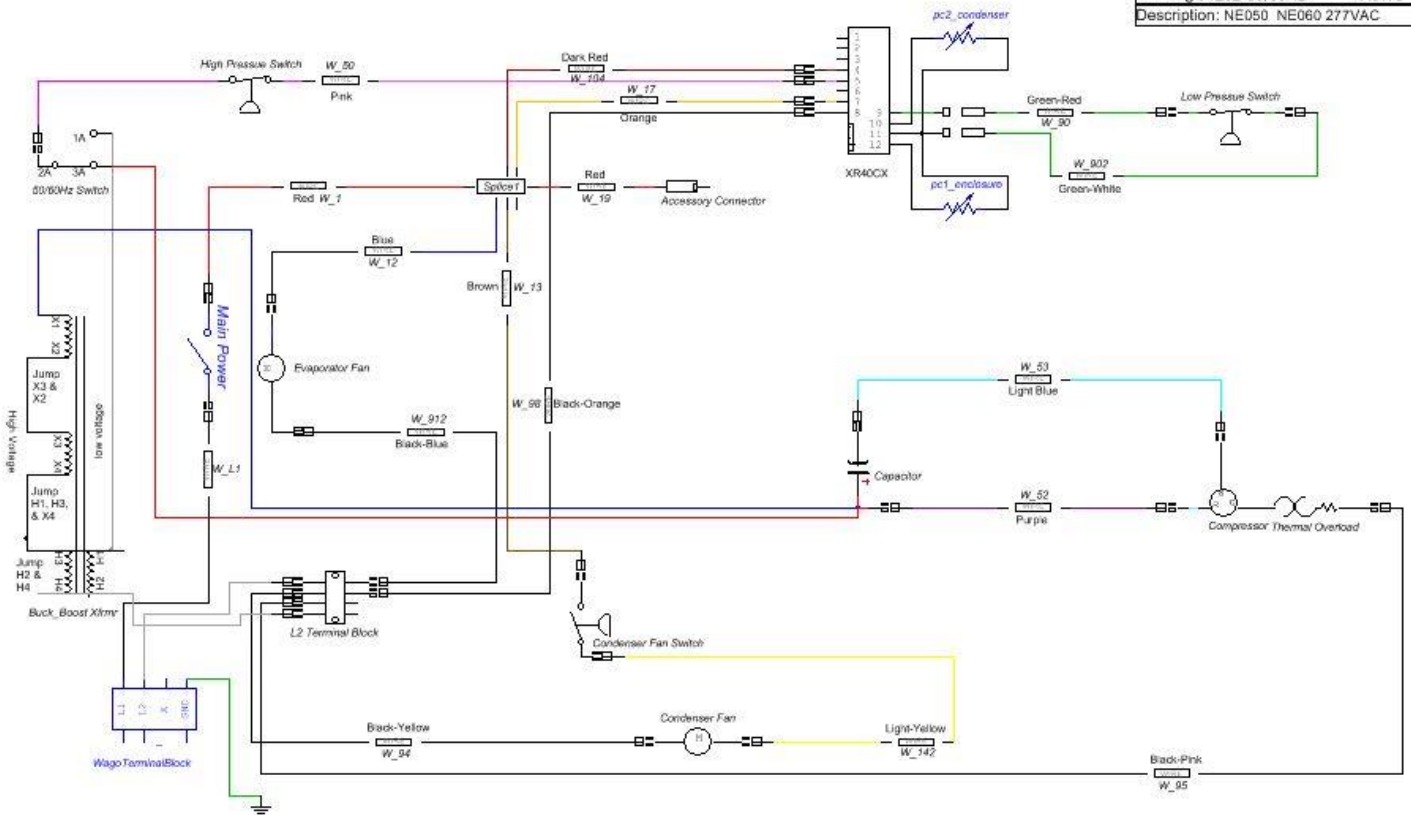 Description: NE050 NE060 277VAC
pc2_condenser
High Pressue Switch
W_50
Pink
Dark Red
W_104
W_17
Orange
1
2
3
4
5
6
7
8
9
10
11
12
XR40CX
Green-Red
W_90
Low Pressue Switch
W_902
Green-White
pc1_enclosure
1A
2A
3A
50/60Hz Switch
Red W_1
Splice1
Red
W_19
Accessory Connector
Blue
W_12
Brown
W_13
Main Power
X1
X2
Jump
X3 &
X2
High Voltage
low voltage
X3
X4
Jump
H1, H3,
& X4
Jump
H2 &
H4
H3
H4
H1
H2
Buck_Boost Xfrmr
Evaporator Fan
W_912
Black-Blue
W_L1
W_98
Black-Orange
W_53
Light Blue
Capacitor
W_52
Purple
Compressor
Thermal Overload
L2 Terminal Block
Condenser Fan Switch
L1
L2
X
GND
WagoTerminalBlock
Black-Yellow
W_94
Condenser Fan
M
Light-Yellow
W_142
Black-Pink
W_95